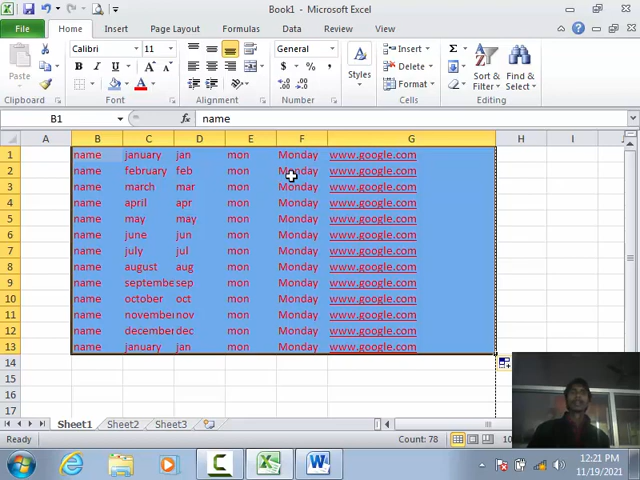 Book1 - Microsoft Excel
File Home Insert Page Layout Formulas Data Review View
Paste Calibri 11 General Styles Insert Delete Format Sort & Filter Find & Select
Clipboard Font Alignment Number Cells Editing
B1 fx name
A B C D E F G H I
1 name january jan mon Monday www.google.com
2 name february feb mon Monday www.google.com
3 name march mar mon Monday www.google.com
4 name april apr mon Monday www.google.com
5 name may may mon Monday www.google.com
6 name june jun mon Monday www.google.com
7 name july jul mon Monday www.google.com
8 name august aug mon Monday www.google.com
9 name septembe sep mon Monday www.google.com
10 name october oct mon Monday www.google.com
11 name november nov mon Monday www.google.com
12 name december dec mon Monday www.google.com
13 name january jan mon Monday www.google.com
14
15
16
17
Sheet1 Sheet2 Sheet3
Ready Count: 78 10
12:21 PM
11/19/2021